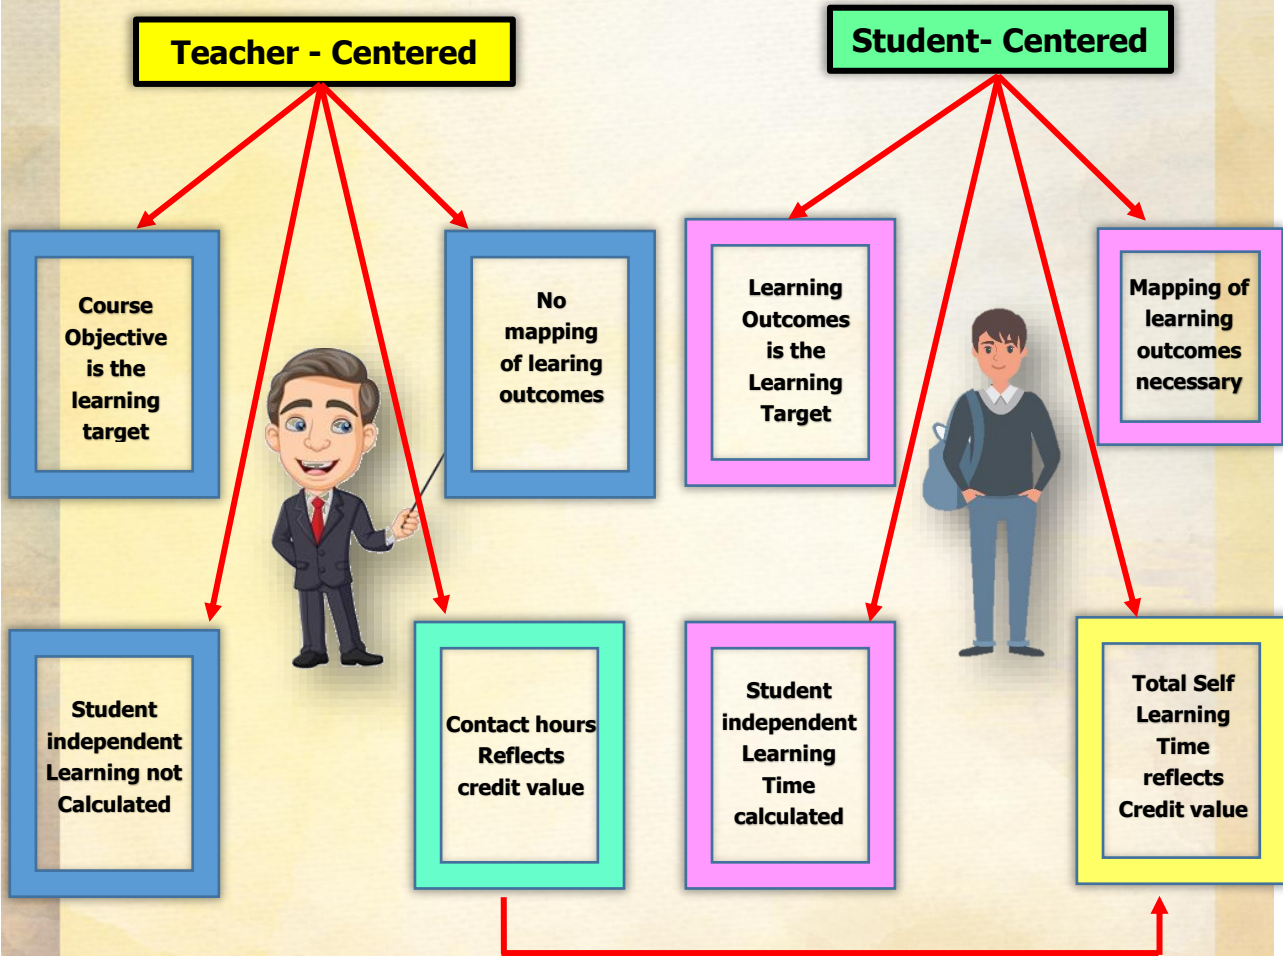 Teacher - Centered
Student- Centered
Course
Objective
is the
learning
target
No
mapping
of learing
outcomes
Learning
Outcomes
is the
Learning
Target
Mapping of
learning
outcomes
necessary
Student
independent
Learning not
Calculated
Contact hours
Reflects
credit value
Student
independent
Learning
Time
calculated
Total Self
Learning
Time
reflects
Credit value